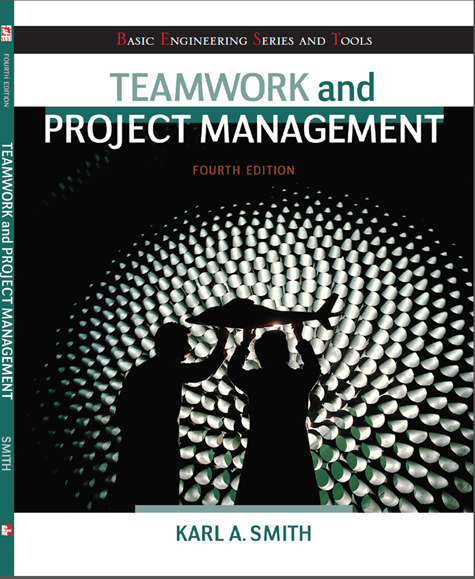 BASIC ENGINEERING SERIES AND TOOLS
TEAMWORK and
PROJECT MANAGEMENT
FOURTH EDITION
KARL A. SMITH
FOURTH EDITION
TEAMWORK and PROJECT MANAGEMENT
SMITH